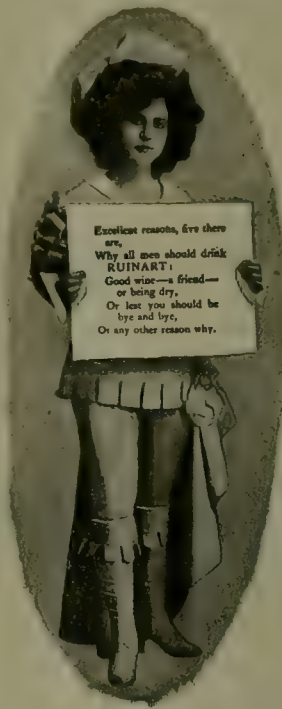 Excellent reasons, five there
are,
Why all men should drink
RUINART:
Good wine—a friend—
or being dry,
Or lest you should be
bye and bye,
Or any other reason why.